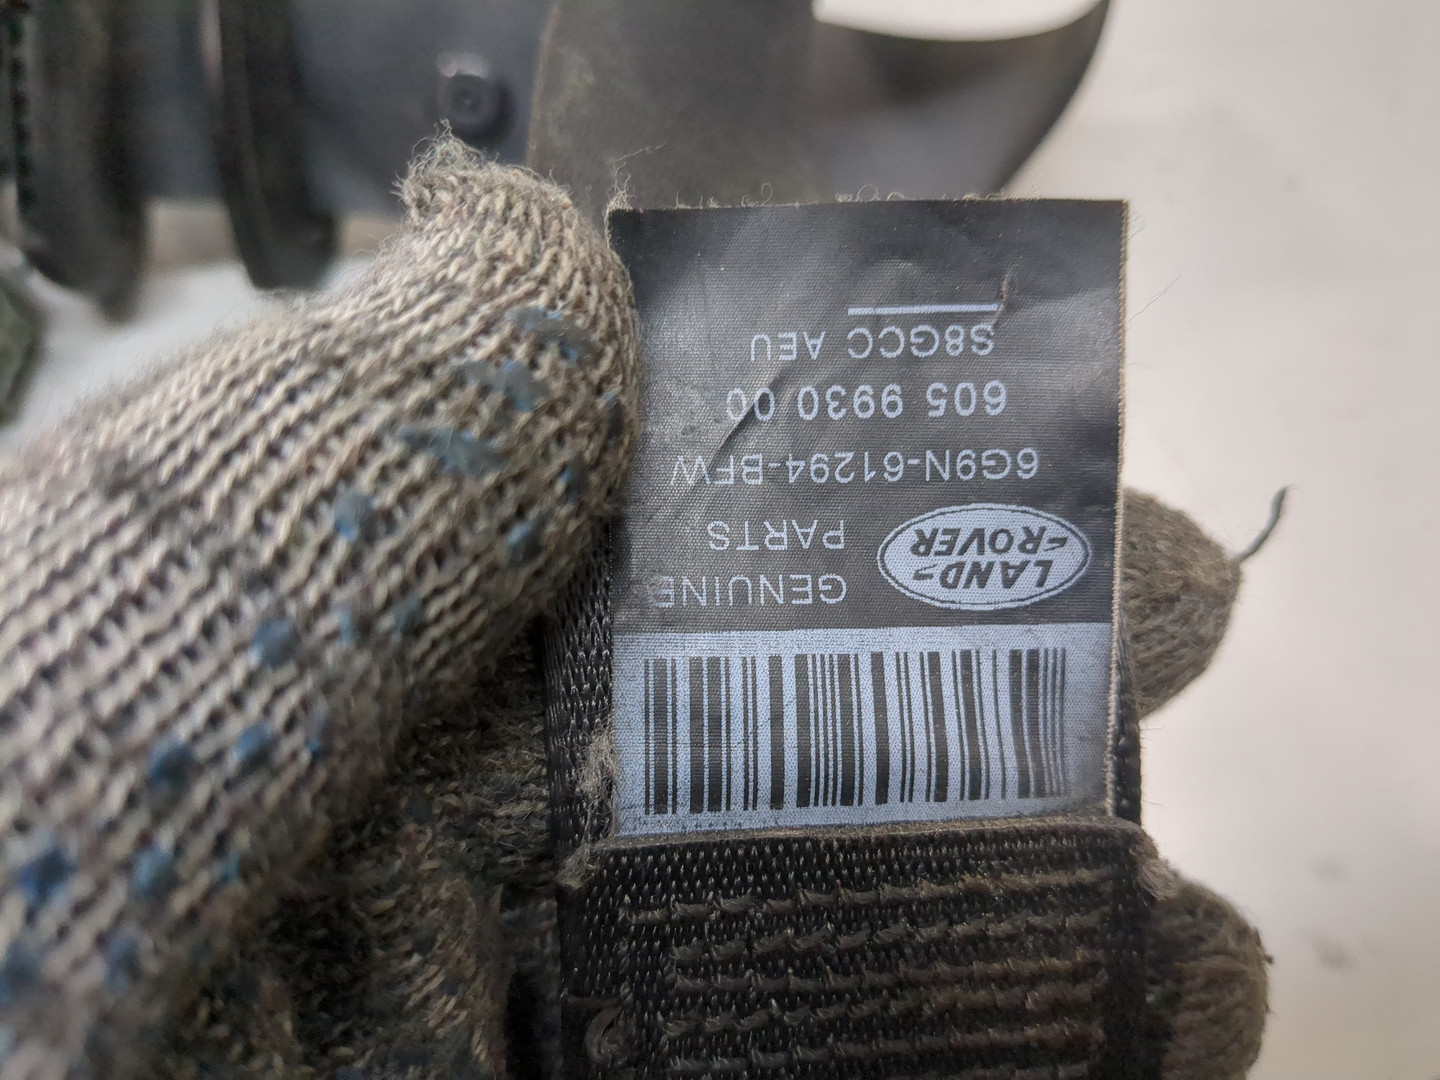 LAND-
ROVER
GENUINE
PARTS
6G9N-61294-BFW
605 9930 00
S8GCC AEU